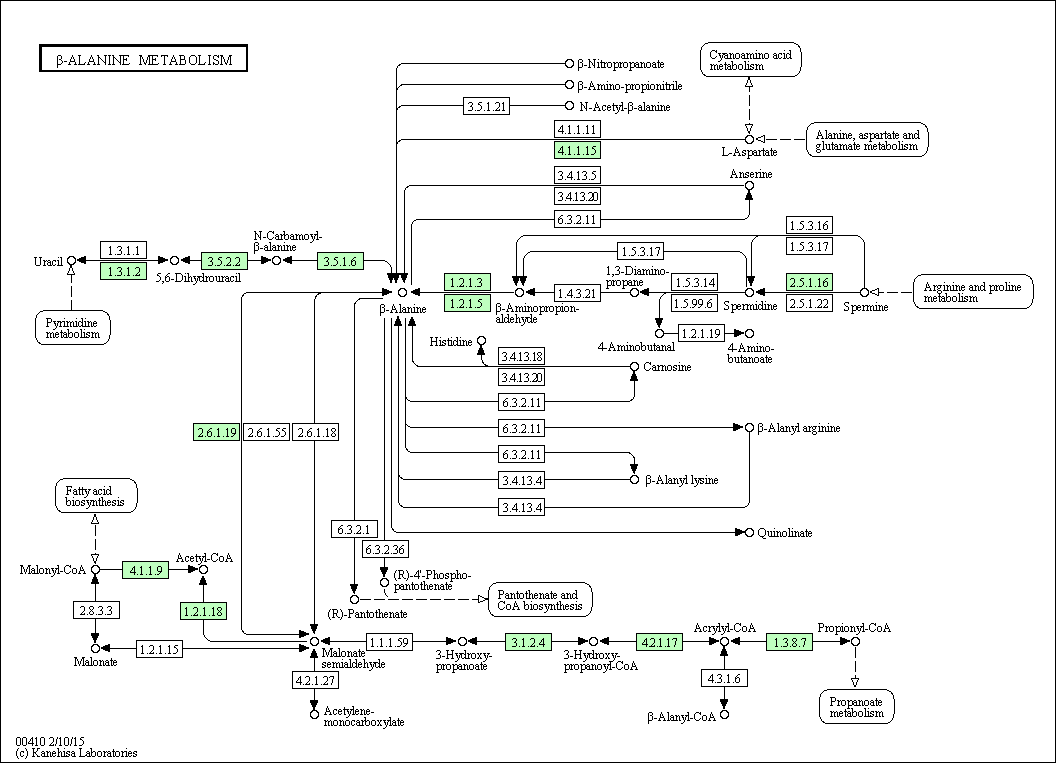 β-ALANINE METABOLISM
β-Nitropropanoate
β-Amino-propionitrile
3.5.1.21
N-Acetyl-β-alanine
Cyanoamino acid
metabolism
4.1.1.11
4.1.1.15
L-Aspartate
Alanine, aspartate and
glutamate metabolism
3.4.13.5
3.4.13.20
Anserine
6.3.2.11
1.5.3.16
1.5.3.17
1.5.3.17
Uracil
1.3.1.1
1.3.1.2
5,6-Dihydrouracil
3.5.2.2
N-Carbamoyl-
β-alanine
3.5.1.6
β-Alanine
1.2.1.3
1.2.1.5
β-Aminopropion-
aldehyde
1.4.3.21
1,3-Diamino-
propane
1.5.3.14
1.5.99.6
Spermidine
2.5.1.16
2.5.1.22
Spermine
Arginine and proline
metabolism
Pyrimidine
metabolism
4-Aminobutanal
1.2.1.19
4-Amino-
butanoate
Histidine
3.4.13.18
3.4.13.20
Carnosine
6.3.2.11
6.3.2.11
β-Alanyl arginine
6.3.2.11
3.4.13.4
β-Alanyl lysine
3.4.13.4
2.6.1.19
2.6.1.55
2.6.1.18
Quinolinate
6.3.2.1
6.3.2.36
(R)-4'-Phospho-
pantothenate
(R)-Pantothenate
Pantothenate and
CoA biosynthesis
Fatty acid
biosynthesis
Malonyl-CoA
4.1.1.9
Acetyl-CoA
2.8.3.3
1.2.1.18
Malonate
1.2.1.15
Malonate
semialdehyde
1.1.1.59
3-Hydroxy-
propanoate
3.1.2.4
3-Hydroxy-
propanoyl-CoA
4.2.1.17
Acrylyl-CoA
1.3.8.7
Propionyl-CoA
4.2.1.27
Acetylene-
monocarboxylate
4.3.1.6
β-Alanyl-CoA
Propanoate
metabolism
00410 2/10/15
(c) Kanehisa Laboratories